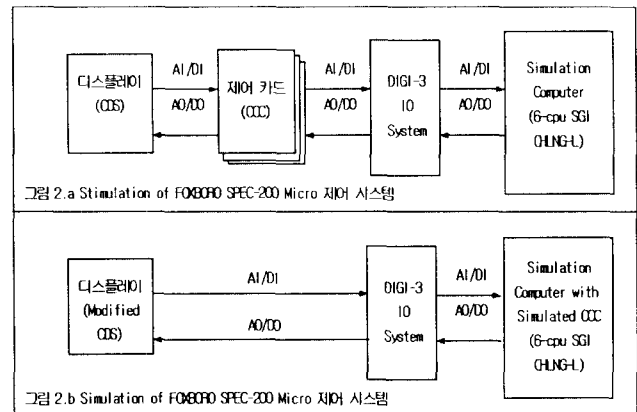 디스플레이
(CDS)
AI/DI
AO/DO
제어 카드
(CCC)
AI/DI
AO/DO
DIGI-3
IO
System
AI/DI
AO/DO
Simulation
Computer
(6-cpu SGI
CHLNG-L)
그림 2.a Stimulation of FOXBORO SPEC-200 Micro 제어 시스템
디스플레이
(Modified
CDS)
AI/DI
AO/DO
DIGI-3
IO
System
AI/DI
AO/DO
Simulation
Computer with
Simulated CCC
(6-cpu SGI
CHLNG-L)
그림 2.b Simulation of FOXBORO SPEC-200 Micro 제어 시스템